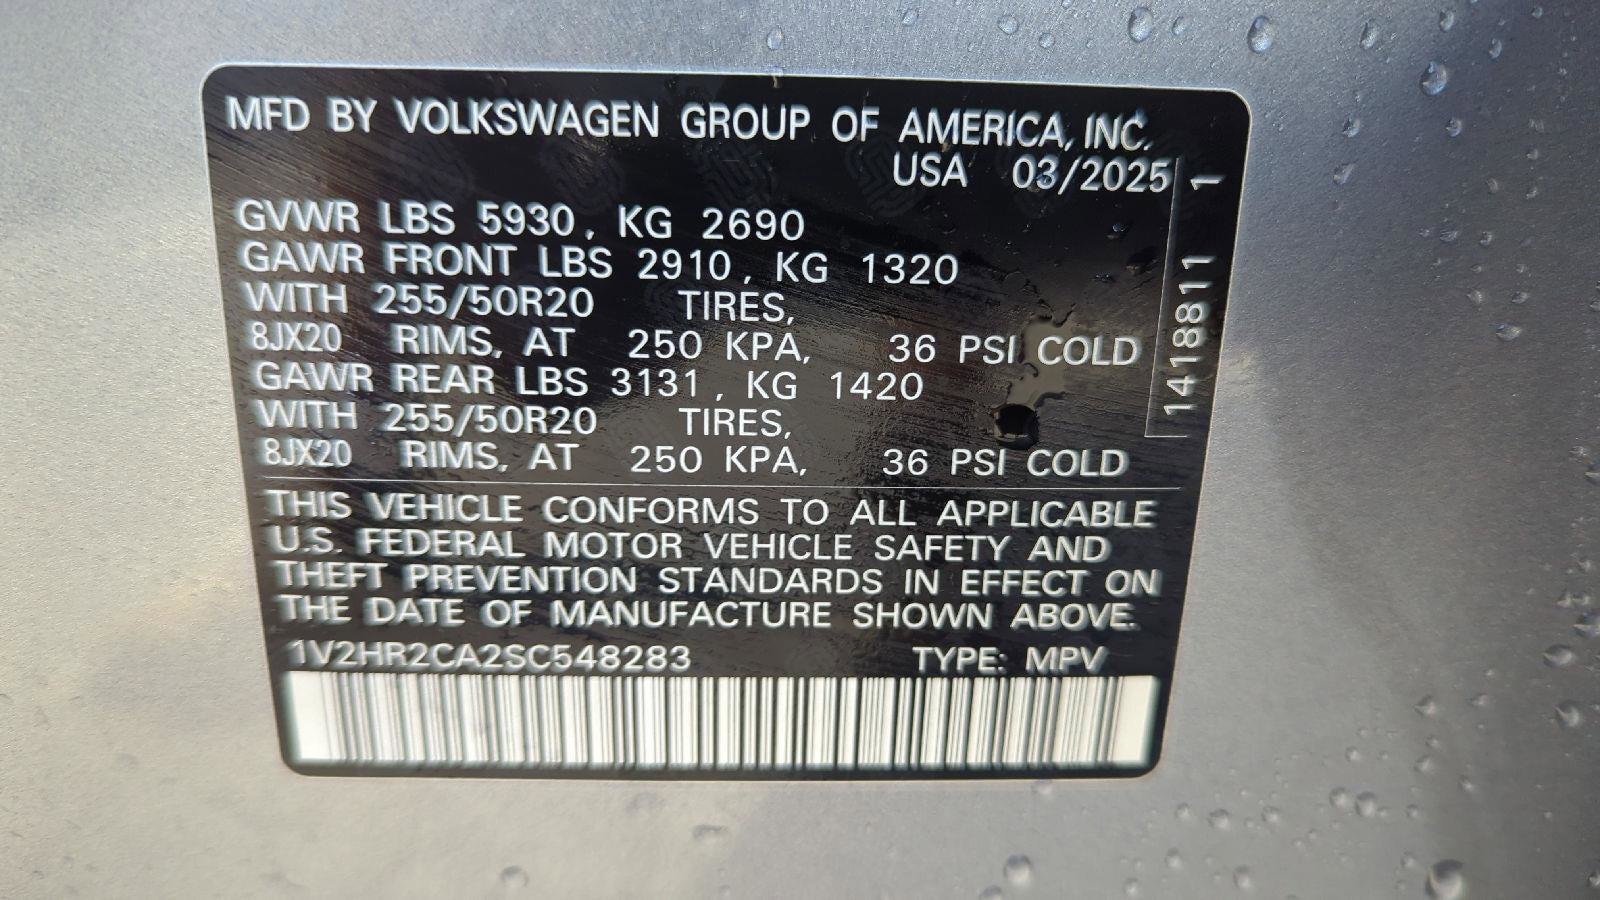 MFD BY VOLKSWAGEN GROUP OF AMERICA, INC.
USA 03/2025
GVWR LBS 5930, KG 2690
GAWR FRONT LBS 2910, KG 1320
WITH 255/50R20 TIRES,
8JX20 RIMS, AT 250 KPA, 36 PSI COLD
GAWR REAR LBS 3131, KG 1420
WITH 255/50R20 TIRES,
8JX20 RIMS, AT 250 KPA, 36 PSI COLD
THIS VEHICLE CONFORMS TO ALL APPLICABLE
U.S. FEDERAL MOTOR VEHICLE SAFETY AND
THEFT PREVENTION STANDARDS IN EFFECT ON
THE DATE OF MANUFACTURE SHOWN ABOVE.
1V2HR2CA2SC548283 TYPE: MPV
1418811 1